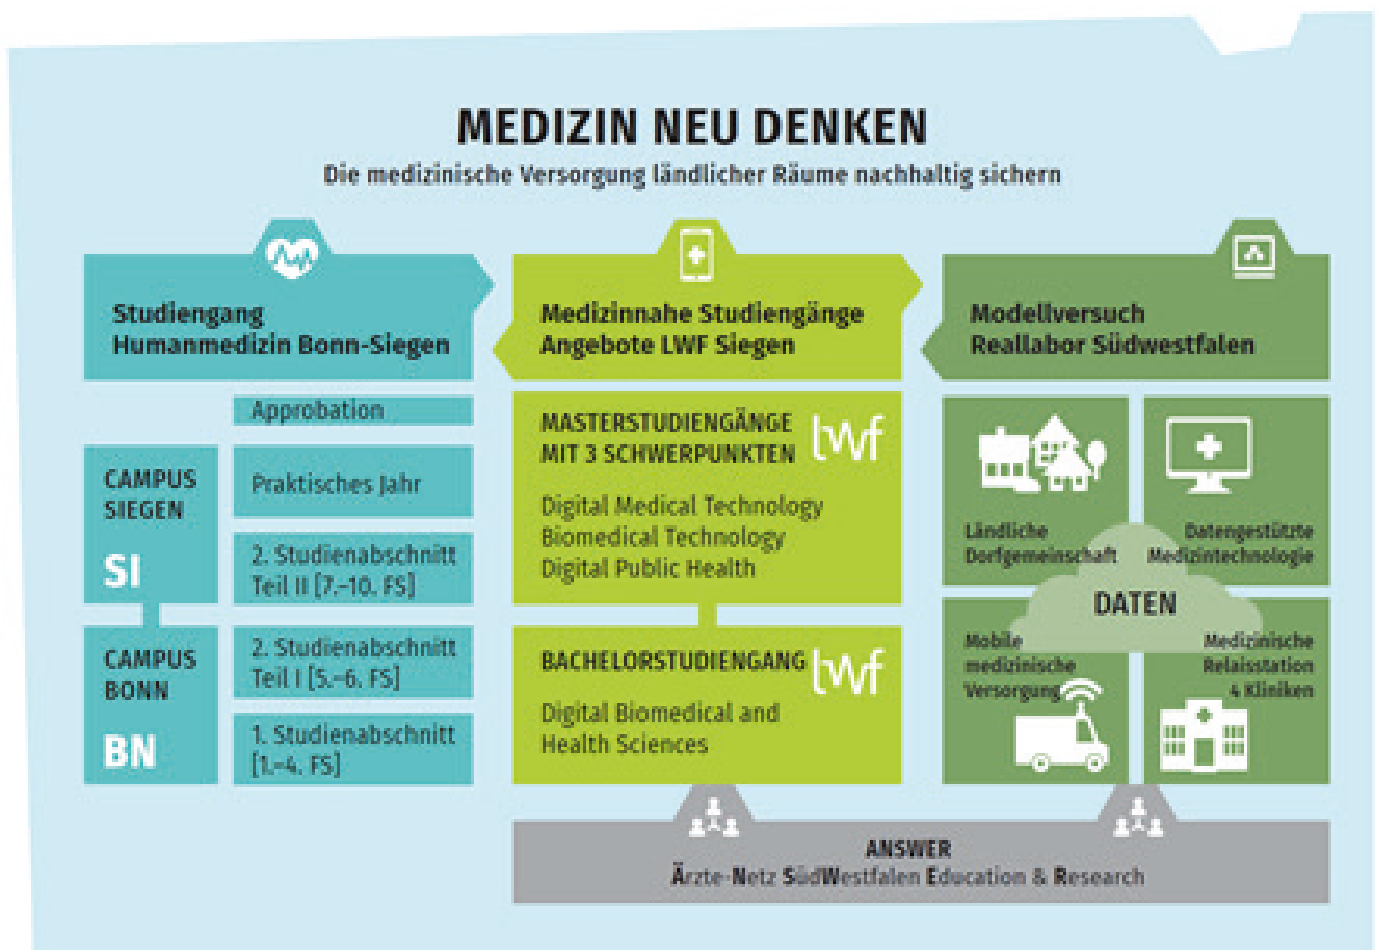 MEDIZIN NEU DENKEN
Die medizinische Versorgung ländlicher Räume nachhaltig sichern
Studiengang
Humanmedizin Bonn-Siegen
Approbation
CAMPUS
SIEGEN
SI
Praktisches Jahr
2. Studienabschnitt
Teil II [7.–10. FS]
CAMPUS
BONN
BN
2. Studienabschnitt
Teil I [5.–6. FS]
1. Studienabschnitt
[1.–4. FS]
Medizinnahe Studiengänge
Angebote LWF Siegen
MASTERSTUDIENGÄNGE
MIT 3 SCHWERPUNKTEN
lwf
Digital Medical Technology
Biomedical Technology
Digital Public Health
BACHELORSTUDIENGANG
lwf
Digital Biomedical and
Health Sciences
Modellversuch
Reallabor Südwestfalen
Ländliche
Dorfgemeinschaft
Datengestützte
Medizintechnologie
DATEN
Mobile
medizinische
Versorgung
Medizinische
Relaisstation
4 Kliniken
ANSWER
Ärzte-Netz SüdWestfalen Education & Research